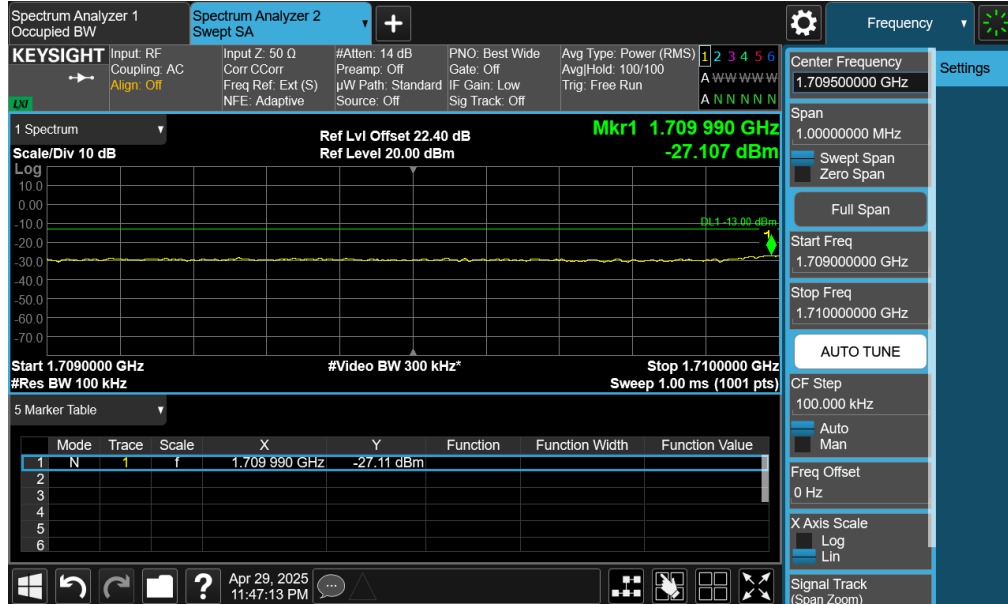 Spectrum Analyzer 1
Occupied BW
Spectrum Analyzer 2
Swept SA
▼
+
Frequency
▼
KEYSIGHT
LXI
Input: RF
Coupling: AC
Align: Off
Input Z: 50 Ω
Corr CCorr
Freq Ref: Ext (S)
NFE: Adaptive
#Atten: 14 dB
Preamp: Off
µW Path: Standard
Source: Off
PNO: Best Wide
Gate: Off
IF Gain: Low
Sig Track: Off
Avg Type: Power (RMS)
Avg|Hold: 100/100
Trig: Free Run
1 2 3 4 5 6
A W W W W W
A N N N N N
1 Spectrum
▼
Scale/Div 10 dB
Ref Lvl Offset 22.40 dB
Ref Level 20.00 dBm
Mkr1 1.709 990 GHz
-27.107 dBm
Log
10.0
0.00
-10.0
-20.0
-30.0
-40.0
-50.0
-60.0
-70.0
DL1 -13.00 dBm
1
Start 1.7090000 GHz
#Res BW 100 kHz
#Video BW 300 kHz*
Stop 1.7100000 GHz
Sweep 1.00 ms (1001 pts)
5 Marker Table
▼
Mode Trace Scale X Y Function Function Width Function Value
1 N 1 f 1.709 990 GHz -27.11 dBm
2
3
4
5
6
Apr 29, 2025
11:47:13 PM
?
...
Center Frequency
1.709500000 GHz
Span
1.00000000 MHz
Swept Span
Zero Span
Full Span
Start Freq
1.709000000 GHz
Stop Freq
1.710000000 GHz
AUTO TUNE
CF Step
100.000 kHz
Auto
Man
Freq Offset
0 Hz
X Axis Scale
Log
Lin
Signal Track
(Span Zoom)
Settings